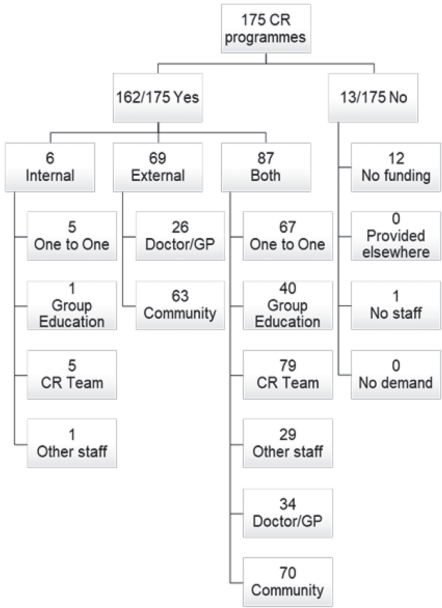 175 CR
programmes
162/175 Yes
13/175 No
6
Internal
69
External
87
Both
12
No funding
5
One to One
26
Doctor/GP
67
One to One
0
Provided
elsewhere
1
Group
Education
63
Community
40
Group
Education
1
No staff
5
CR Team
79
CR Team
0
No demand
1
Other staff
29
Other staff
34
Doctor/GP
70
Community